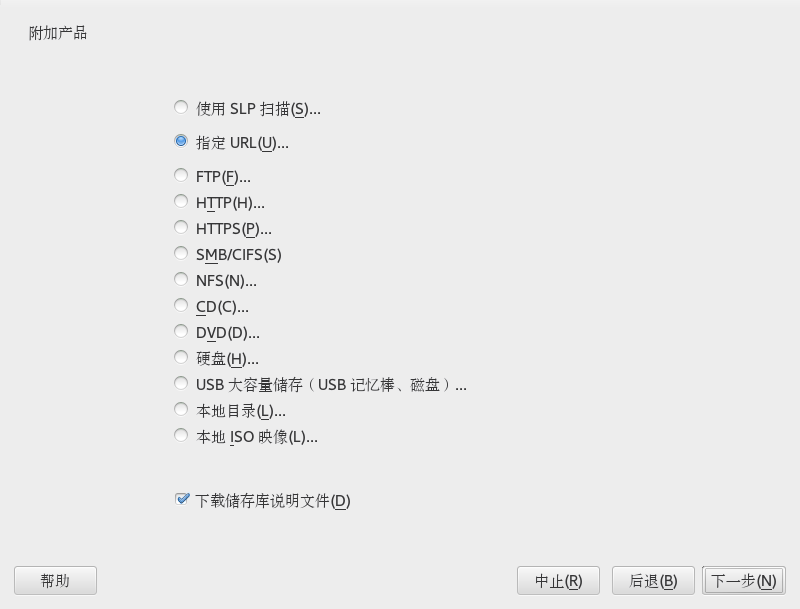 附加产品
使用 SLP 扫描(S)...
指定 URL(U)...
FTP(F)...
HTTP(H)...
HTTPS(P)...
SMB/CIFS(S)
NFS(N)...
CD(C)...
DVD(D)...
硬盘(H)...
USB 大容量储存（USB 记忆棒、磁盘）...
本地目录(L)...
本地 ISO 映像(L)...
下载储存库说明文件(D)
帮助 中止(R) 后退(B) 下一步(N)